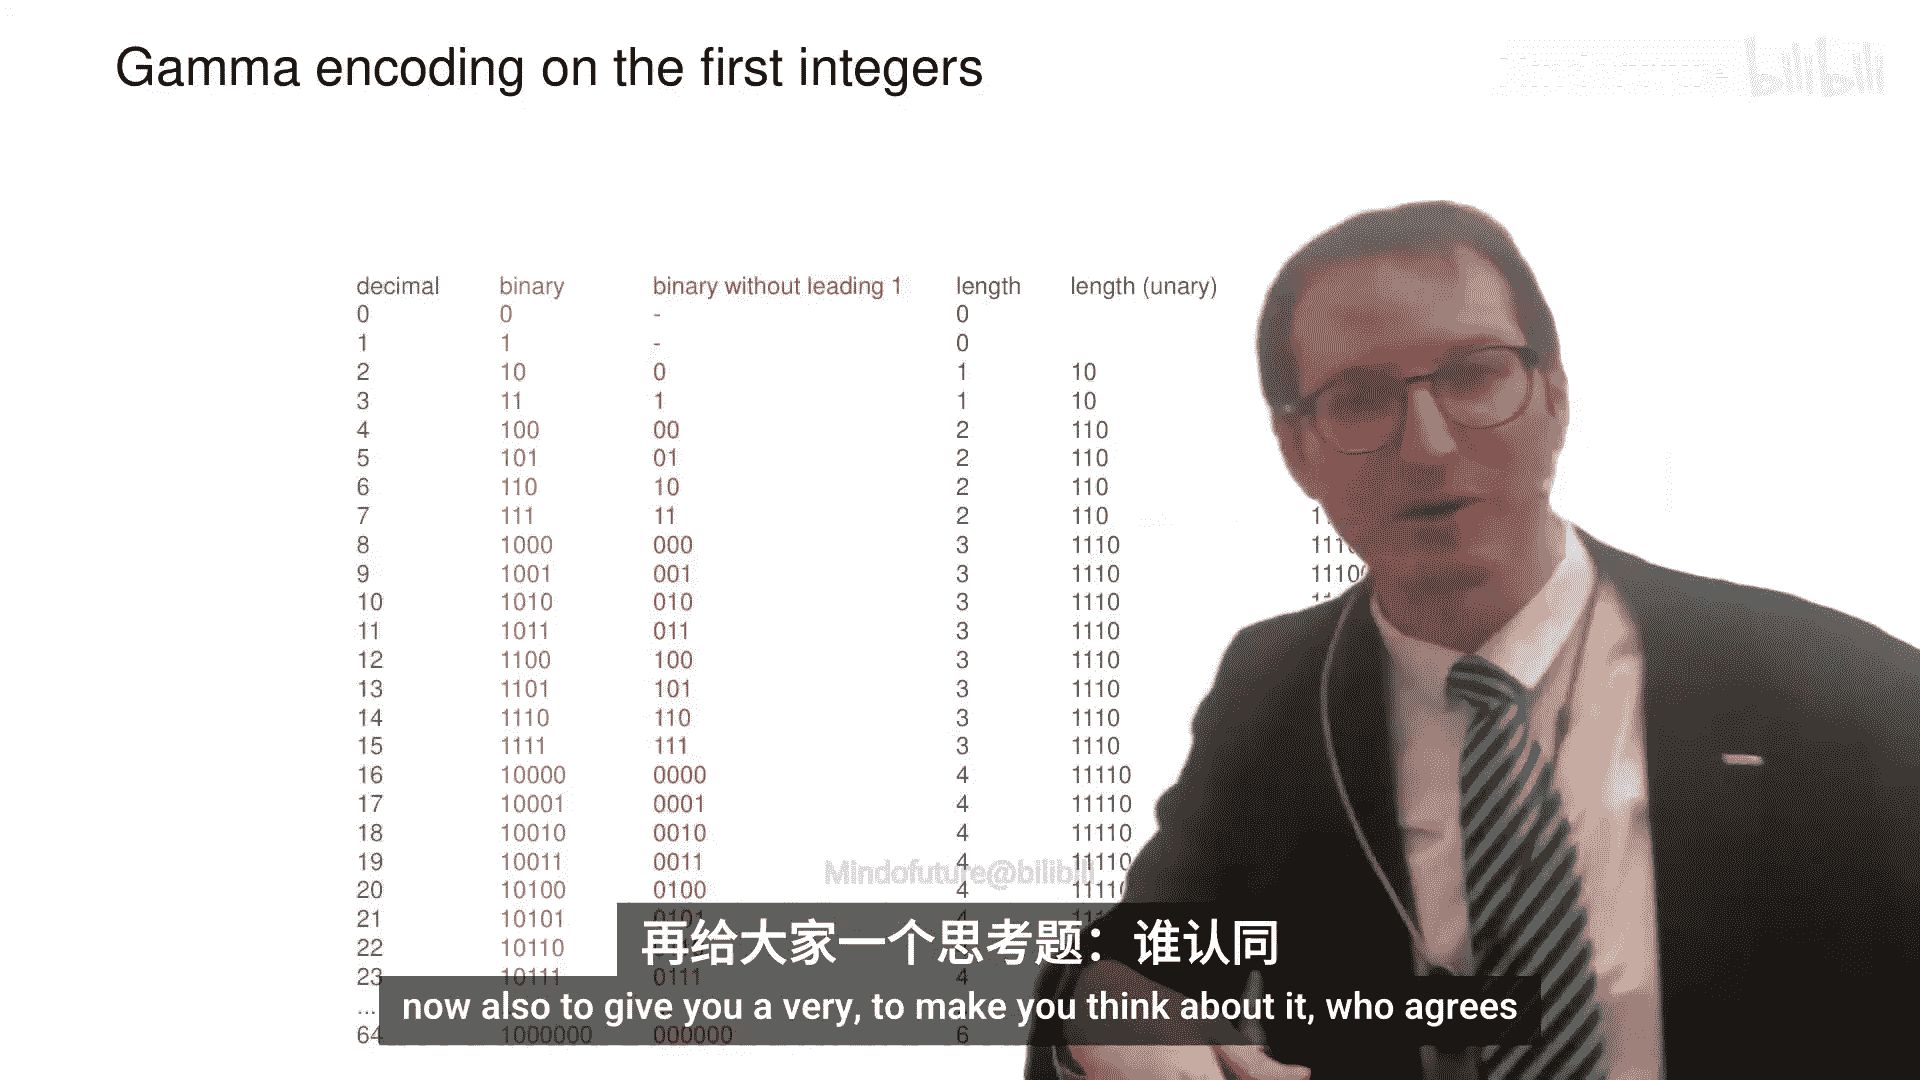 Gamma encoding on the first integers
bilibili
decimal binary binary without leading 1 length length (unary)
0 0 - 0
1 1 - 0
2 10 0 1 10
3 11 1 1 10
4 100 00 2 110
5 101 01 2 110
6 110 10 2 110
7 111 11 2 110
8 1000 000 3 1110
9 1001 001 3 1110
10 1010 010 3 1110
11 1011 011 3 1110
12 1100 100 3 1110
13 1101 101 3 1110
14 1110 110 3 1110
15 1111 111 3 1110
16 10000 0000 4 11110
17 10001 0001 4 11110
18 10010 0010 4 11110
19 10011 0011 4 11110
Mindofuture@bilibili
20 10100 0100 4
21 10101 0101 4
22 10110
23 10111 0111 4
...
64 1000000 000000 6
再给大家一个思考题：谁认同
now also to give you a very, to make you think about it, who agrees